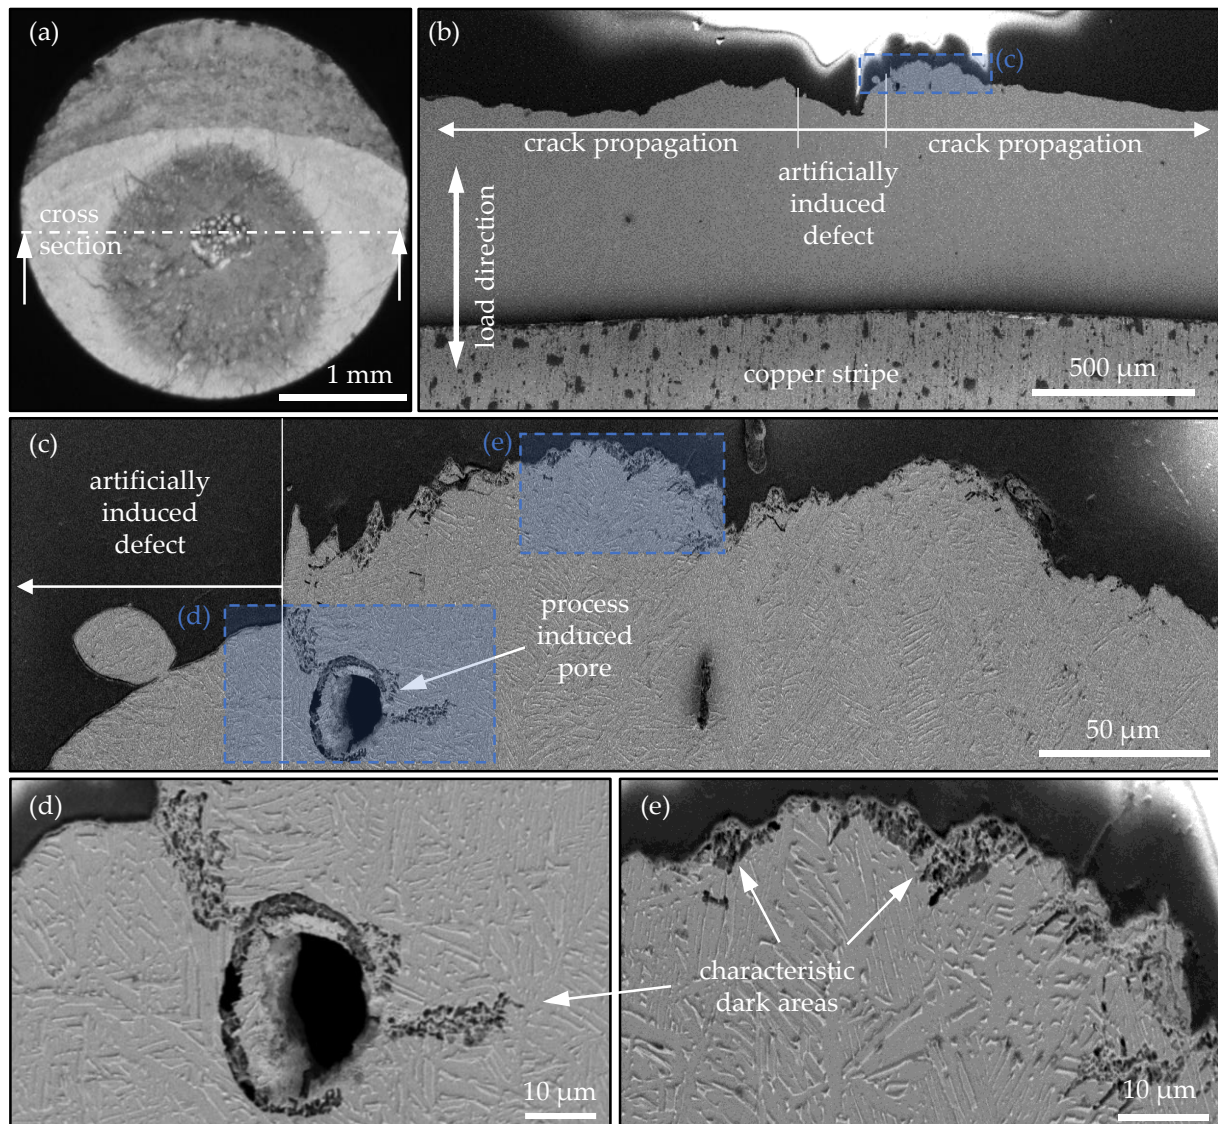 (a)
cross
section
1 mm
(b)
(c)
crack propagation
crack propagation
artificially
induced
defect
load direction
copper stripe
500 µm
(c)
artificially
induced
defect
(e)
(d)
process
induced
pore
50 µm
(d)
10 µm
(e)
characteristic
dark areas
10 µm